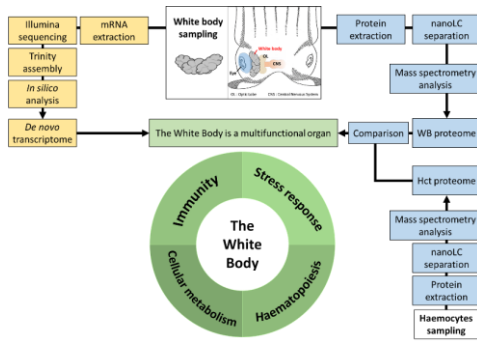 Illumina
sequencing
mRNA
extraction
Trinity
assembly
In silico
analysis
De novo
transcriptome
White body
sampling
White body
OL
Eye
CNS
OL : Optic Lobe
CNS : Central Nervous Systems
Protein
extraction
nanoLC
separation
Mass spectrometry
analysis
WB proteome
Comparison
The White Body is a multifunctional organ
Hct proteome
Mass spectrometry
analysis
nanoLC
separation
Protein
extraction
Haemocytes
sampling
Immunity
Stress response
The
White
Body
Cellular metabolism
Haematopoiesis